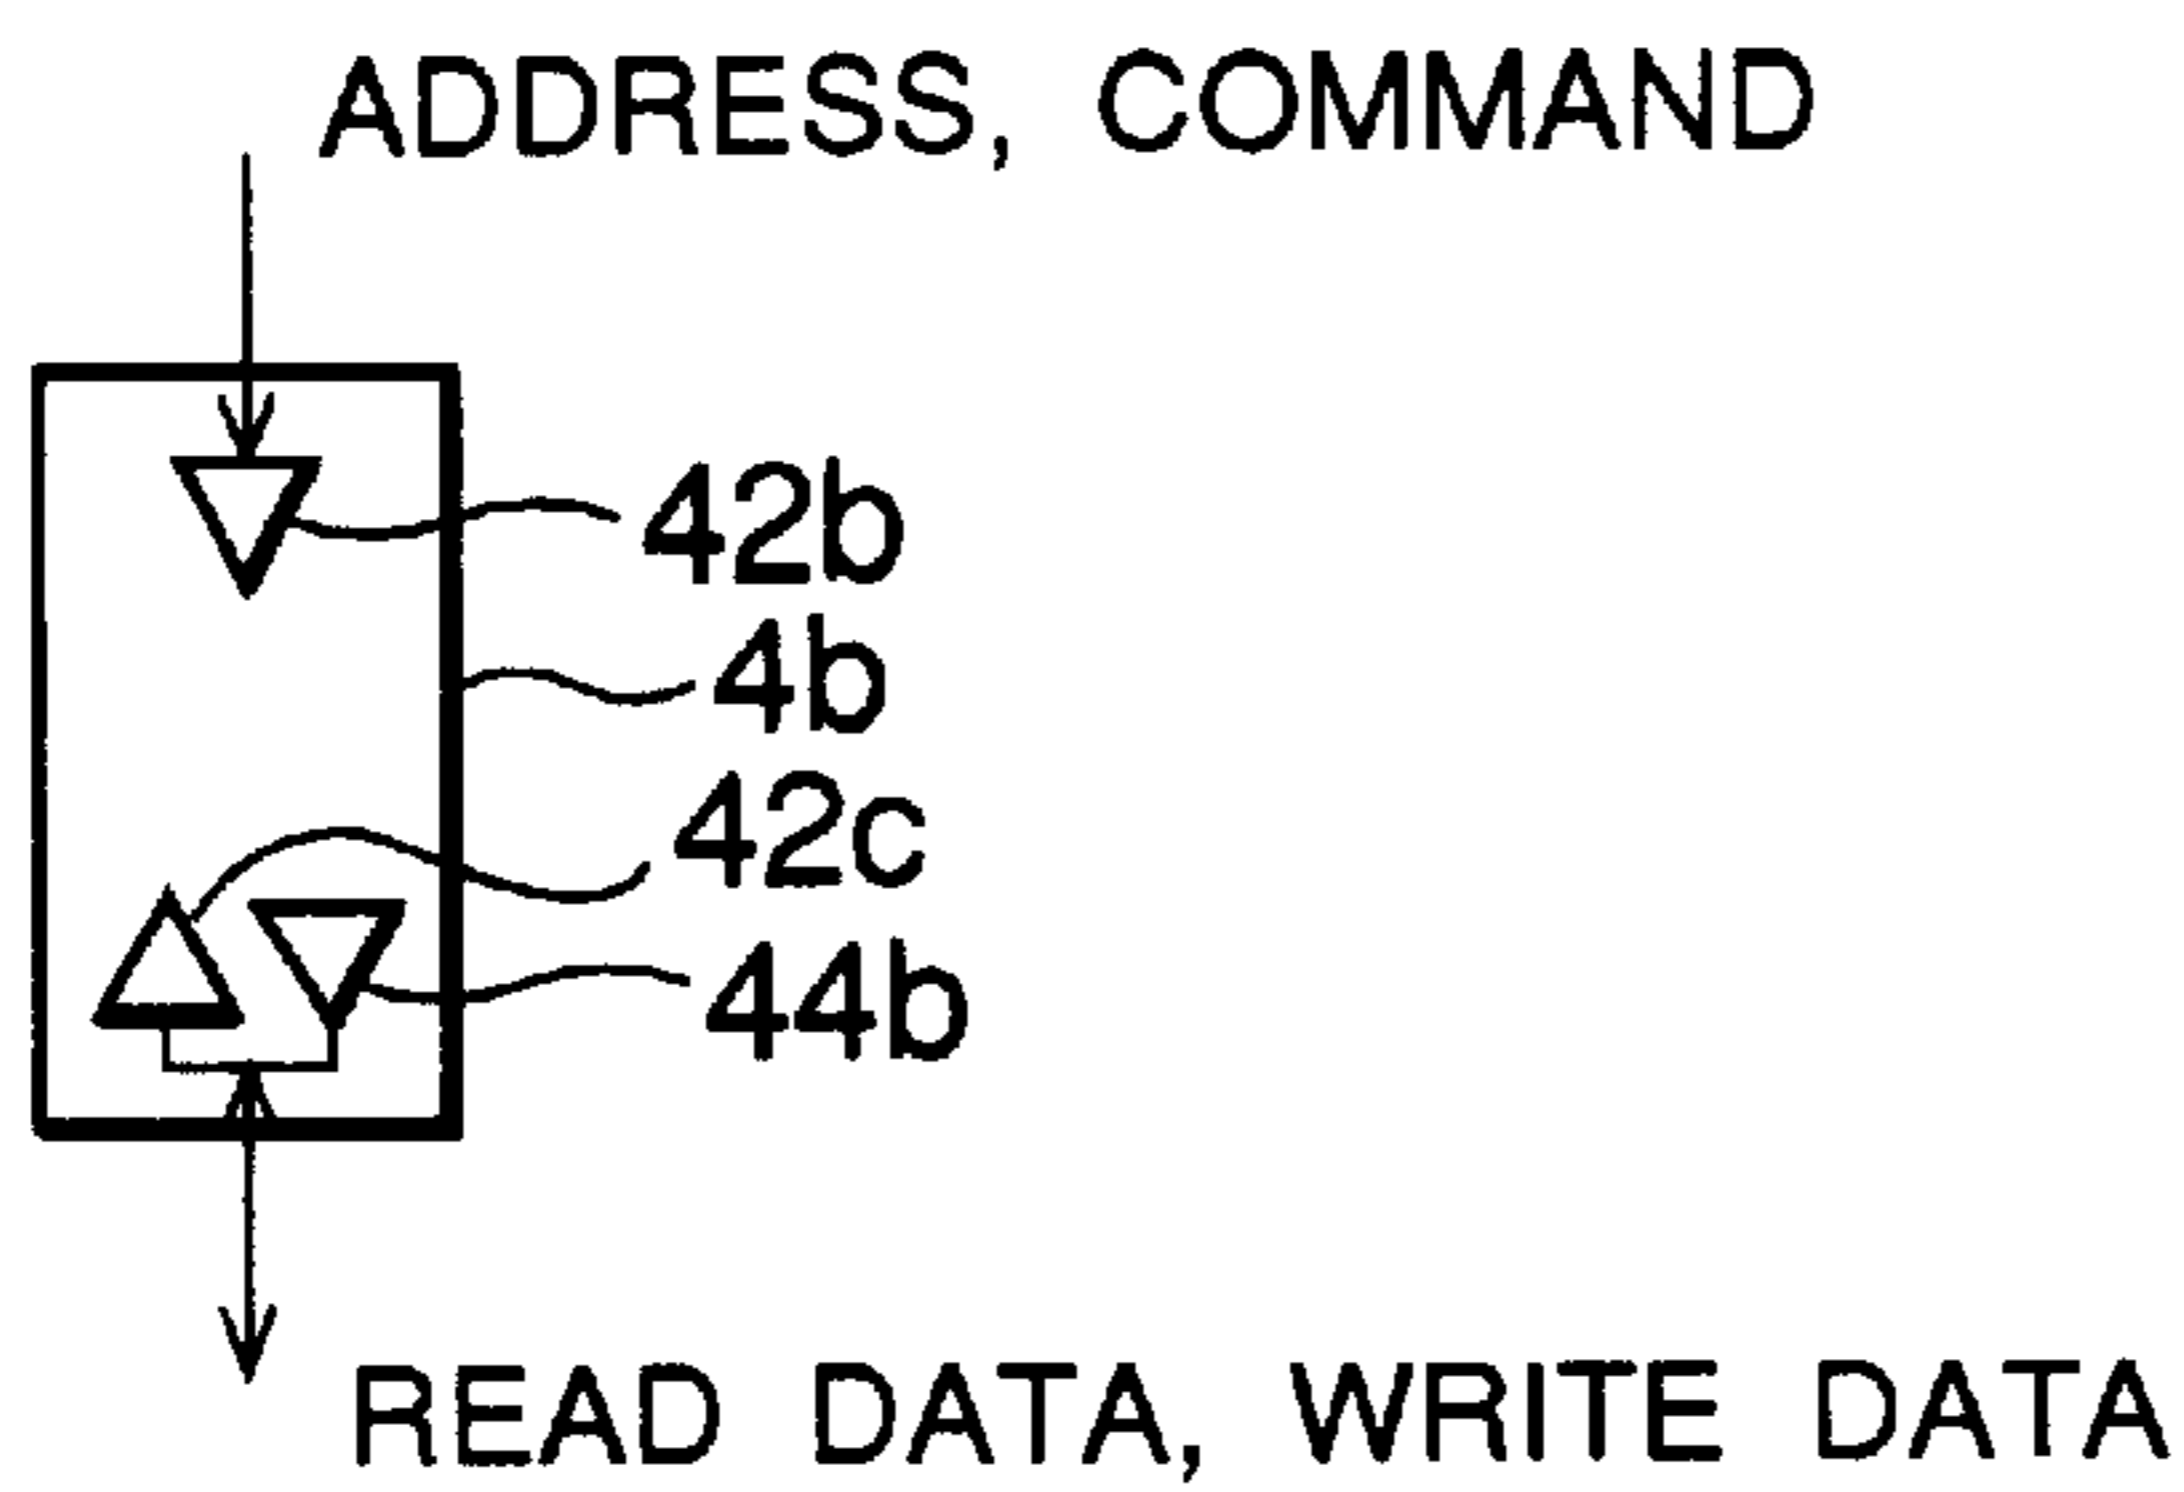 ADDRESS, COMMAND
42b
4b
42c
44b
READ DATA, WRITE DATA